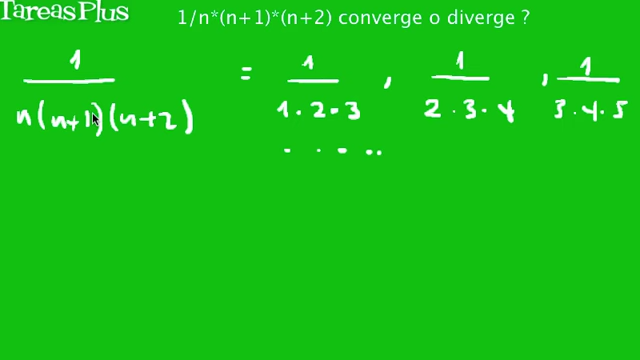 TareasPlus
1/n*(n+1)*(n+2) converge o diverge ?
1 / n(n+1)(n+2) = 1 / 1·2·3 , 1 / 2·3·4 , 1 / 3·4·5
. . . . .